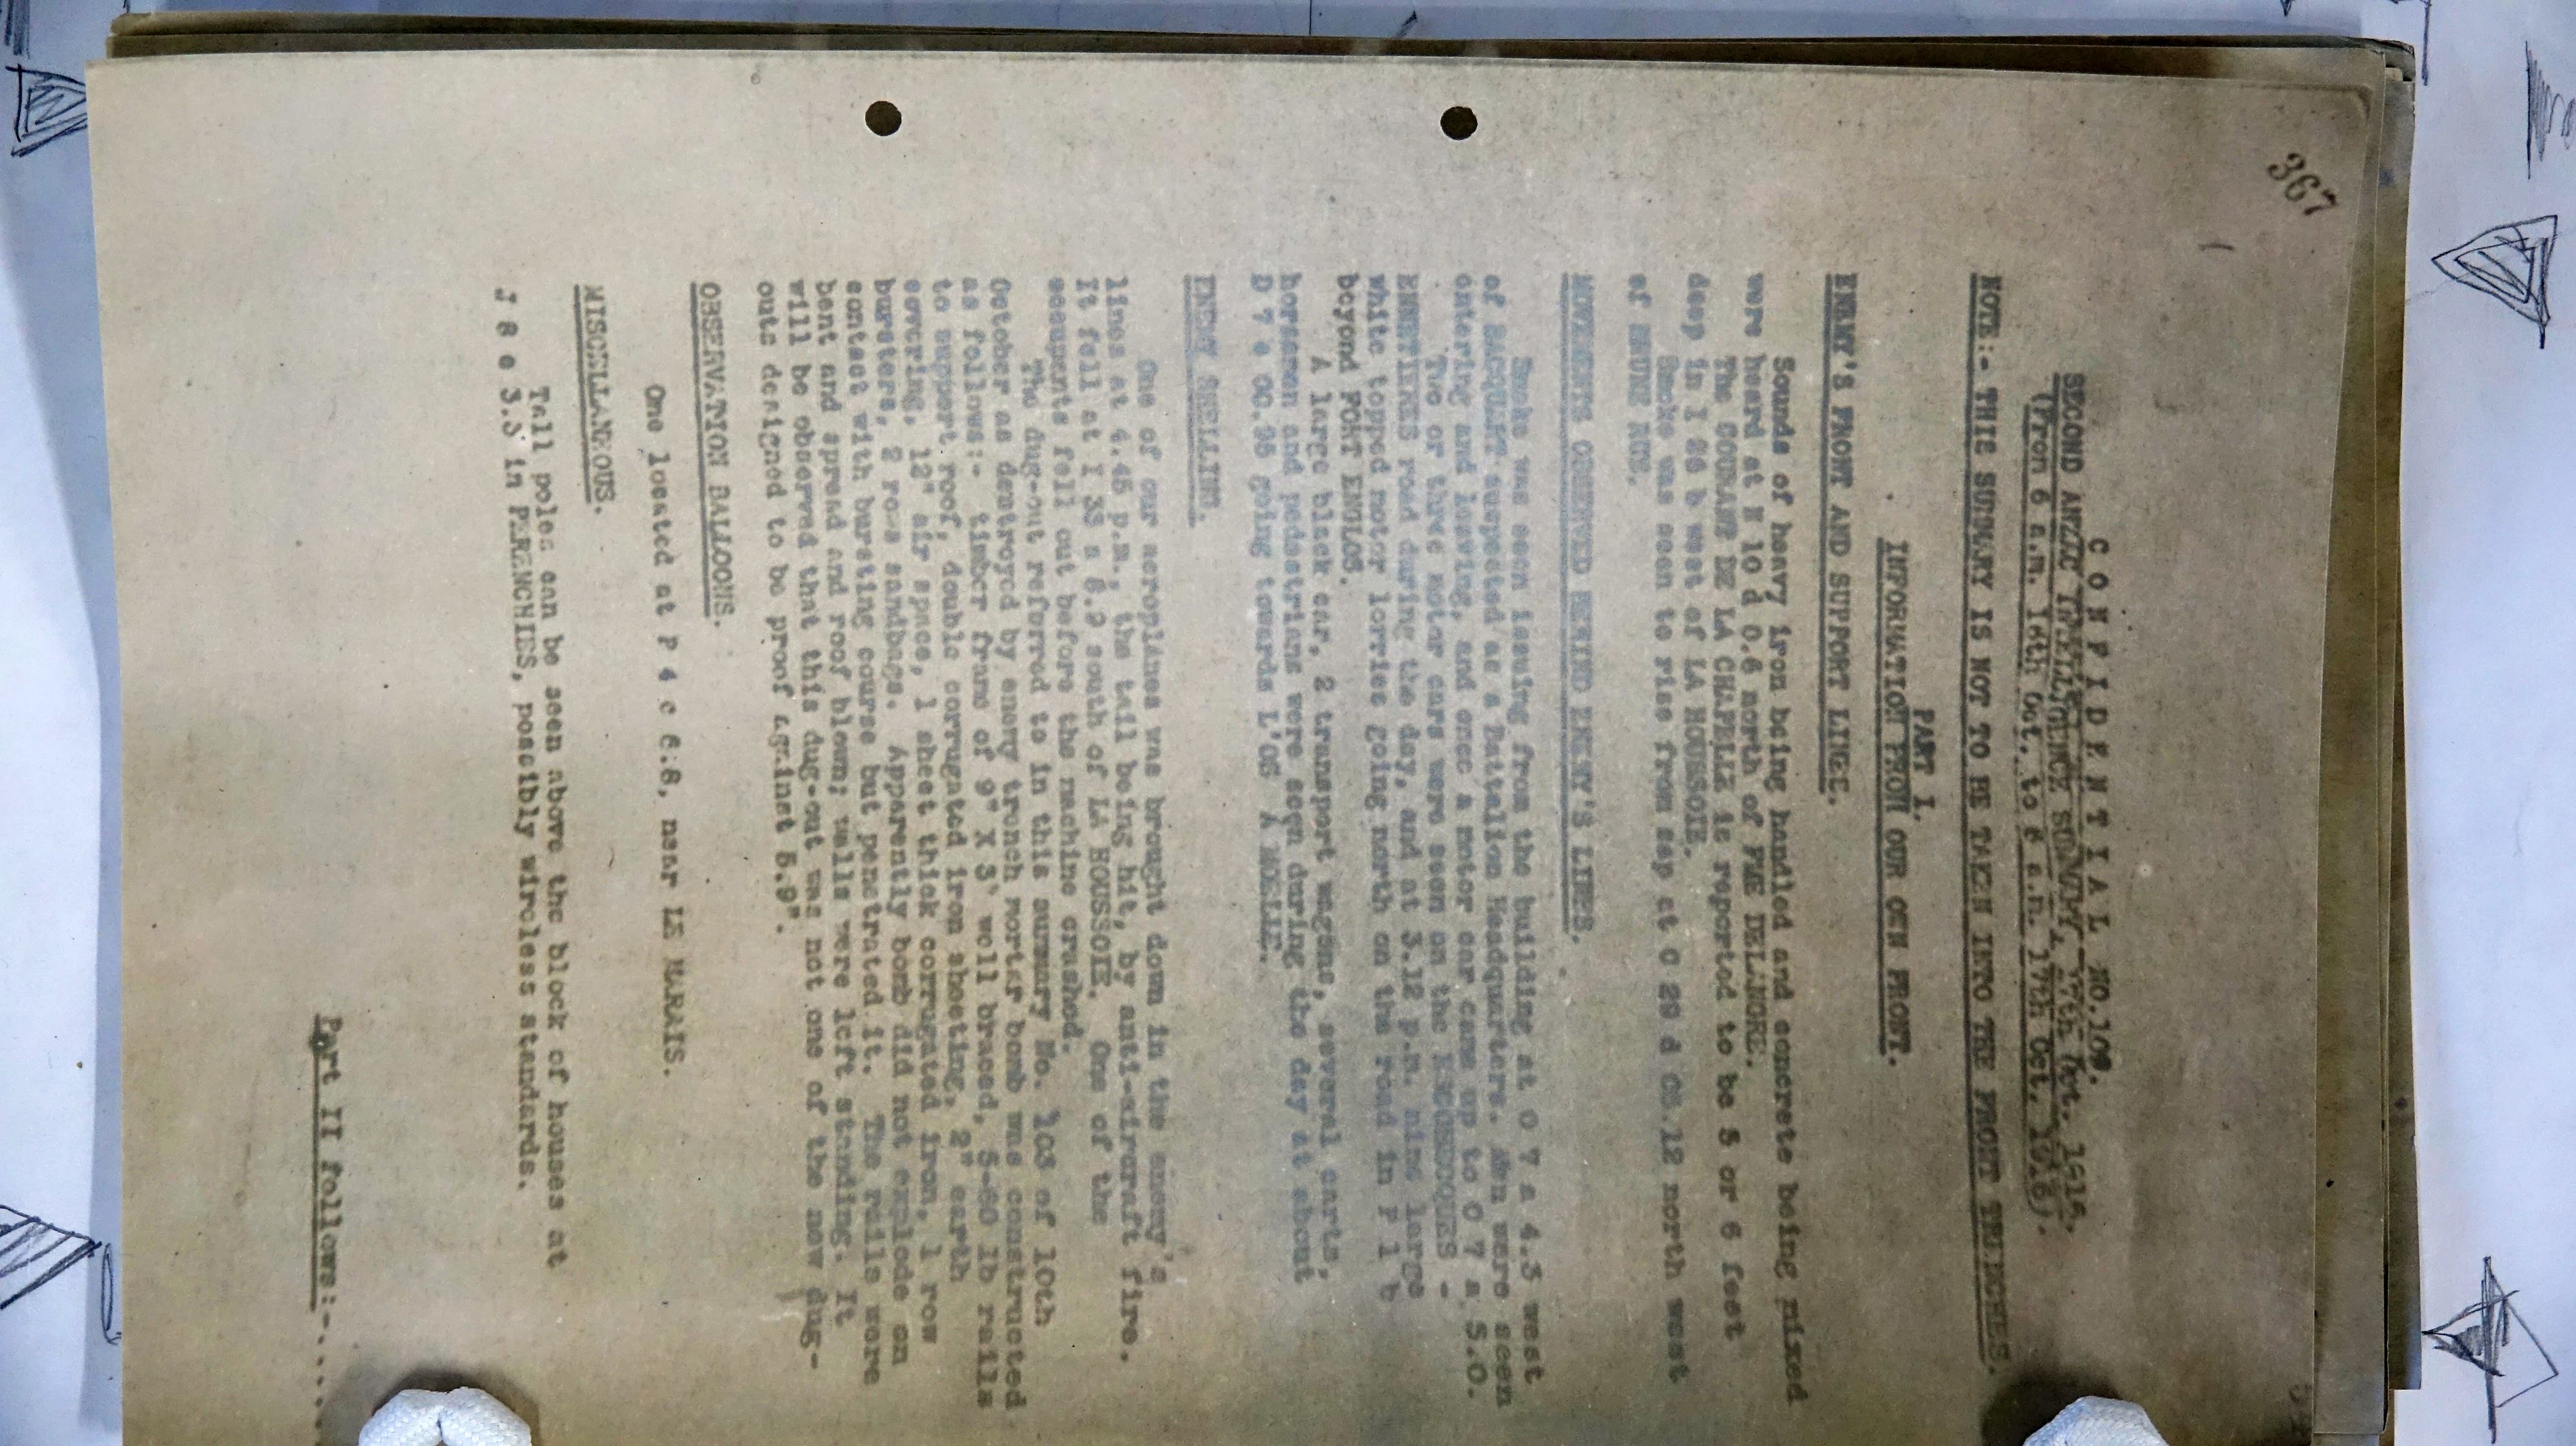 367
C O N F I D E N T I A L NO.109.
SECOND ANZAC INTELLIGENCE SUMMARY, 17th Oct. 1916.
(From 6 a.m. 16th Oct. to 6 a.m. 17th Oct. 1916).
NOTE:- THIS SUMMARY IS NOT TO BE TAKEN INTO THE FRONT TRENCHES.
PART I.
INFORMATION FROM OUR OWN FRONT.
ENEMY'S FRONT AND SUPPORT LINES.
Sounds of heavy iron being handled and concrete being mixed
were heard at N 10 d 0.6 north of FME DELANGRE.
The COURANT DE LA CHAPELLE is reported to be 5 or 6 feet
deep in I 26 b west of LA HOUSSOIE.
Smoke was seen to rise from sap at C 29 d 05.12 north west
of BRUNE RUE.
MOVEMENTS OBSERVED BEHIND ENEMY'S LINES.
Smoke was seen issuing from the building at O 7 a 4.3 west
of BACQUART suspected as a Battalion Headquarters. Men were seen
entering and leaving, and once a motor car came up to O 7 a 5.0.
Two or three motor cars were seen on the -
ENNETIERES road during the day, and at 3.12 p.m. nine large
white topped motor lorries going north on the road in P 1 b
beyond FORT ENGLOS.
A large black car, 2 transport wagons, several carts,
horsemen and pedestrians were seen during the day at about
D 7 c 00.95 going towards
ENEMY SHELLING.
One of our aeroplanes was brought down in the enemy's
lines at 4.45 p.m., the tail being hit, by anti-aircraft fire.
It fell at I 33 a 8.9 south of LA HOUSSOIE. One of the
occupants fell out before the machine crashed.
The dug-out referred to in this summary No. 103 of 10th
October as destroyed by enemy trench mortar bomb was constructed
as follows:- timber frame of 9" X 3" well braced, 5-60 lb rails
to support roof, double corrugated iron sheeting, 2" earth
covering, 12" air space, 1 sheet thick corrugated iron, 1 row
bursters, 2 rows sandbags. Apparently bomb did not explode on
contact with bursting course but penetrated it. The rails were
bent and spread and roof blown; walls were left standing. It
will be observed that this dug-out was not one of the new dug-
outs designed to be proof against 5.9".
OBSERVATION BALLOONS.
One located at P 4 c 6:8, near LE MARAIS.
MISCELLANEOUS.
Tall poles can be seen above the block of houses at
J 8 c 3.3 in PERENCHIES, possibly wireless standards.
Part II follows:-.....